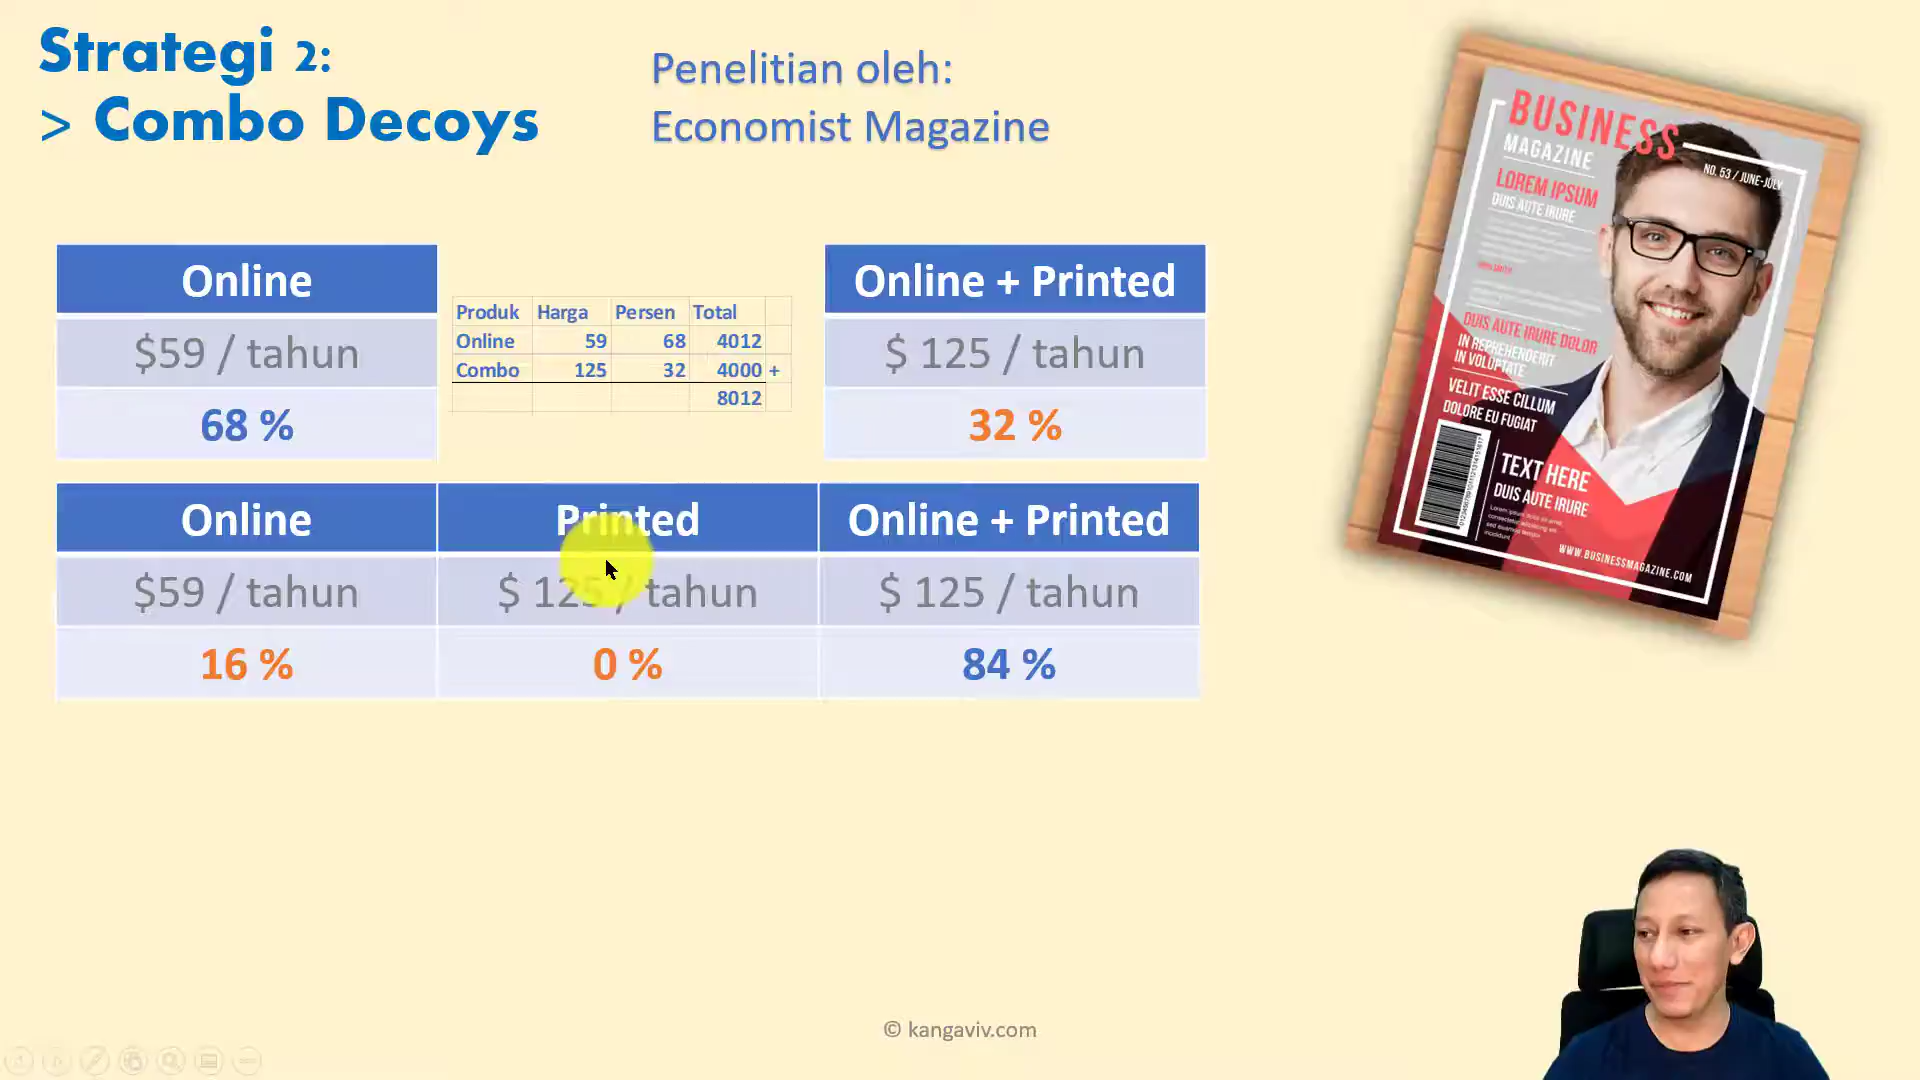 Strategi 2:
> Combo Decoys
Penelitian oleh:
Economist Magazine
Online
$59 / tahun
68 %
Produk Harga Persen Total
Online 59 68 4012
Combo 125 32 4000 +
8012
Online + Printed
$ 125 / tahun
32 %
Online Printed Online + Printed
$59 / tahun $ 125 / tahun $ 125 / tahun
16 % 0 % 84 %
BUSINESS
MAGAZINE
NO. 53 / JUNE-JULY
LOREM IPSUM
DUIS AUTE IRURE
DUIS AUTE IRURE DOLOR
IN REPREHENDERIT
IN VOLUPTATE
VELIT ESSE CILLUM
DOLORE EU FUGIAT
TEXT HERE
DUIS AUTE IRURE
WWW.BUSINESSMAGAZINE.COM
© kangaviv.com